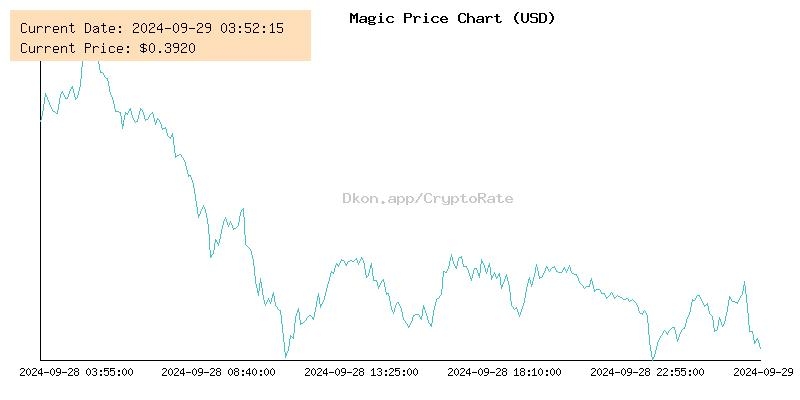 Magic Price Chart (USD)
Current Date: 2024-09-29 03:52:15
Current Price: $0.3920
Dkon.app/CryptoRate
2024-09-28 03:55:00 2024-09-28 08:40:00 2024-09-28 13:25:00 2024-09-28 18:10:00 2024-09-28 22:55:00 2024-09-29